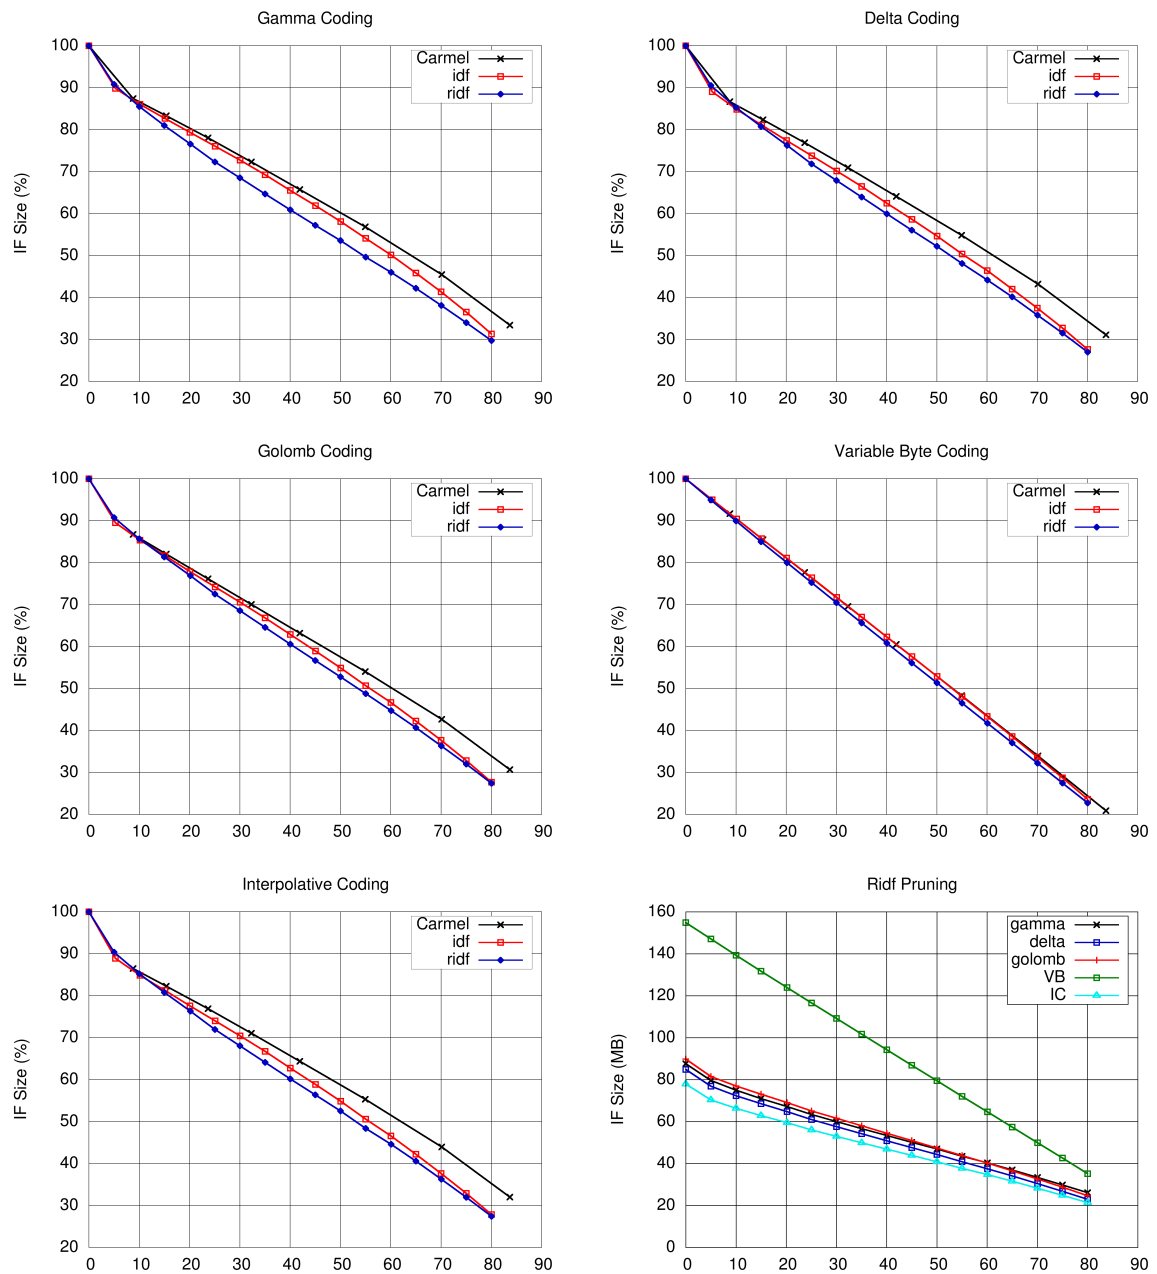 Gamma Coding
IF Size (%)
100
90
80
70
60
50
40
30
20
0 10 20 30 40 50 60 70 80 90
Carmel
idf
ridf
Delta Coding
IF Size (%)
100
90
80
70
60
50
40
30
20
0 10 20 30 40 50 60 70 80 90
Carmel
idf
ridf
Golomb Coding
IF Size (%)
100
90
80
70
60
50
40
30
20
0 10 20 30 40 50 60 70 80 90
Carmel
idf
ridf
Variable Byte Coding
IF Size (%)
100
90
80
70
60
50
40
30
20
0 10 20 30 40 50 60 70 80 90
Carmel
idf
ridf
Interpolative Coding
IF Size (%)
100
90
80
70
60
50
40
30
20
0 10 20 30 40 50 60 70 80 90
Carmel
idf
ridf
Ridf Pruning
IF Size (MB)
160
140
120
100
80
60
40
20
0
0 10 20 30 40 50 60 70 80 90
gamma
delta
golomb
VB
IC